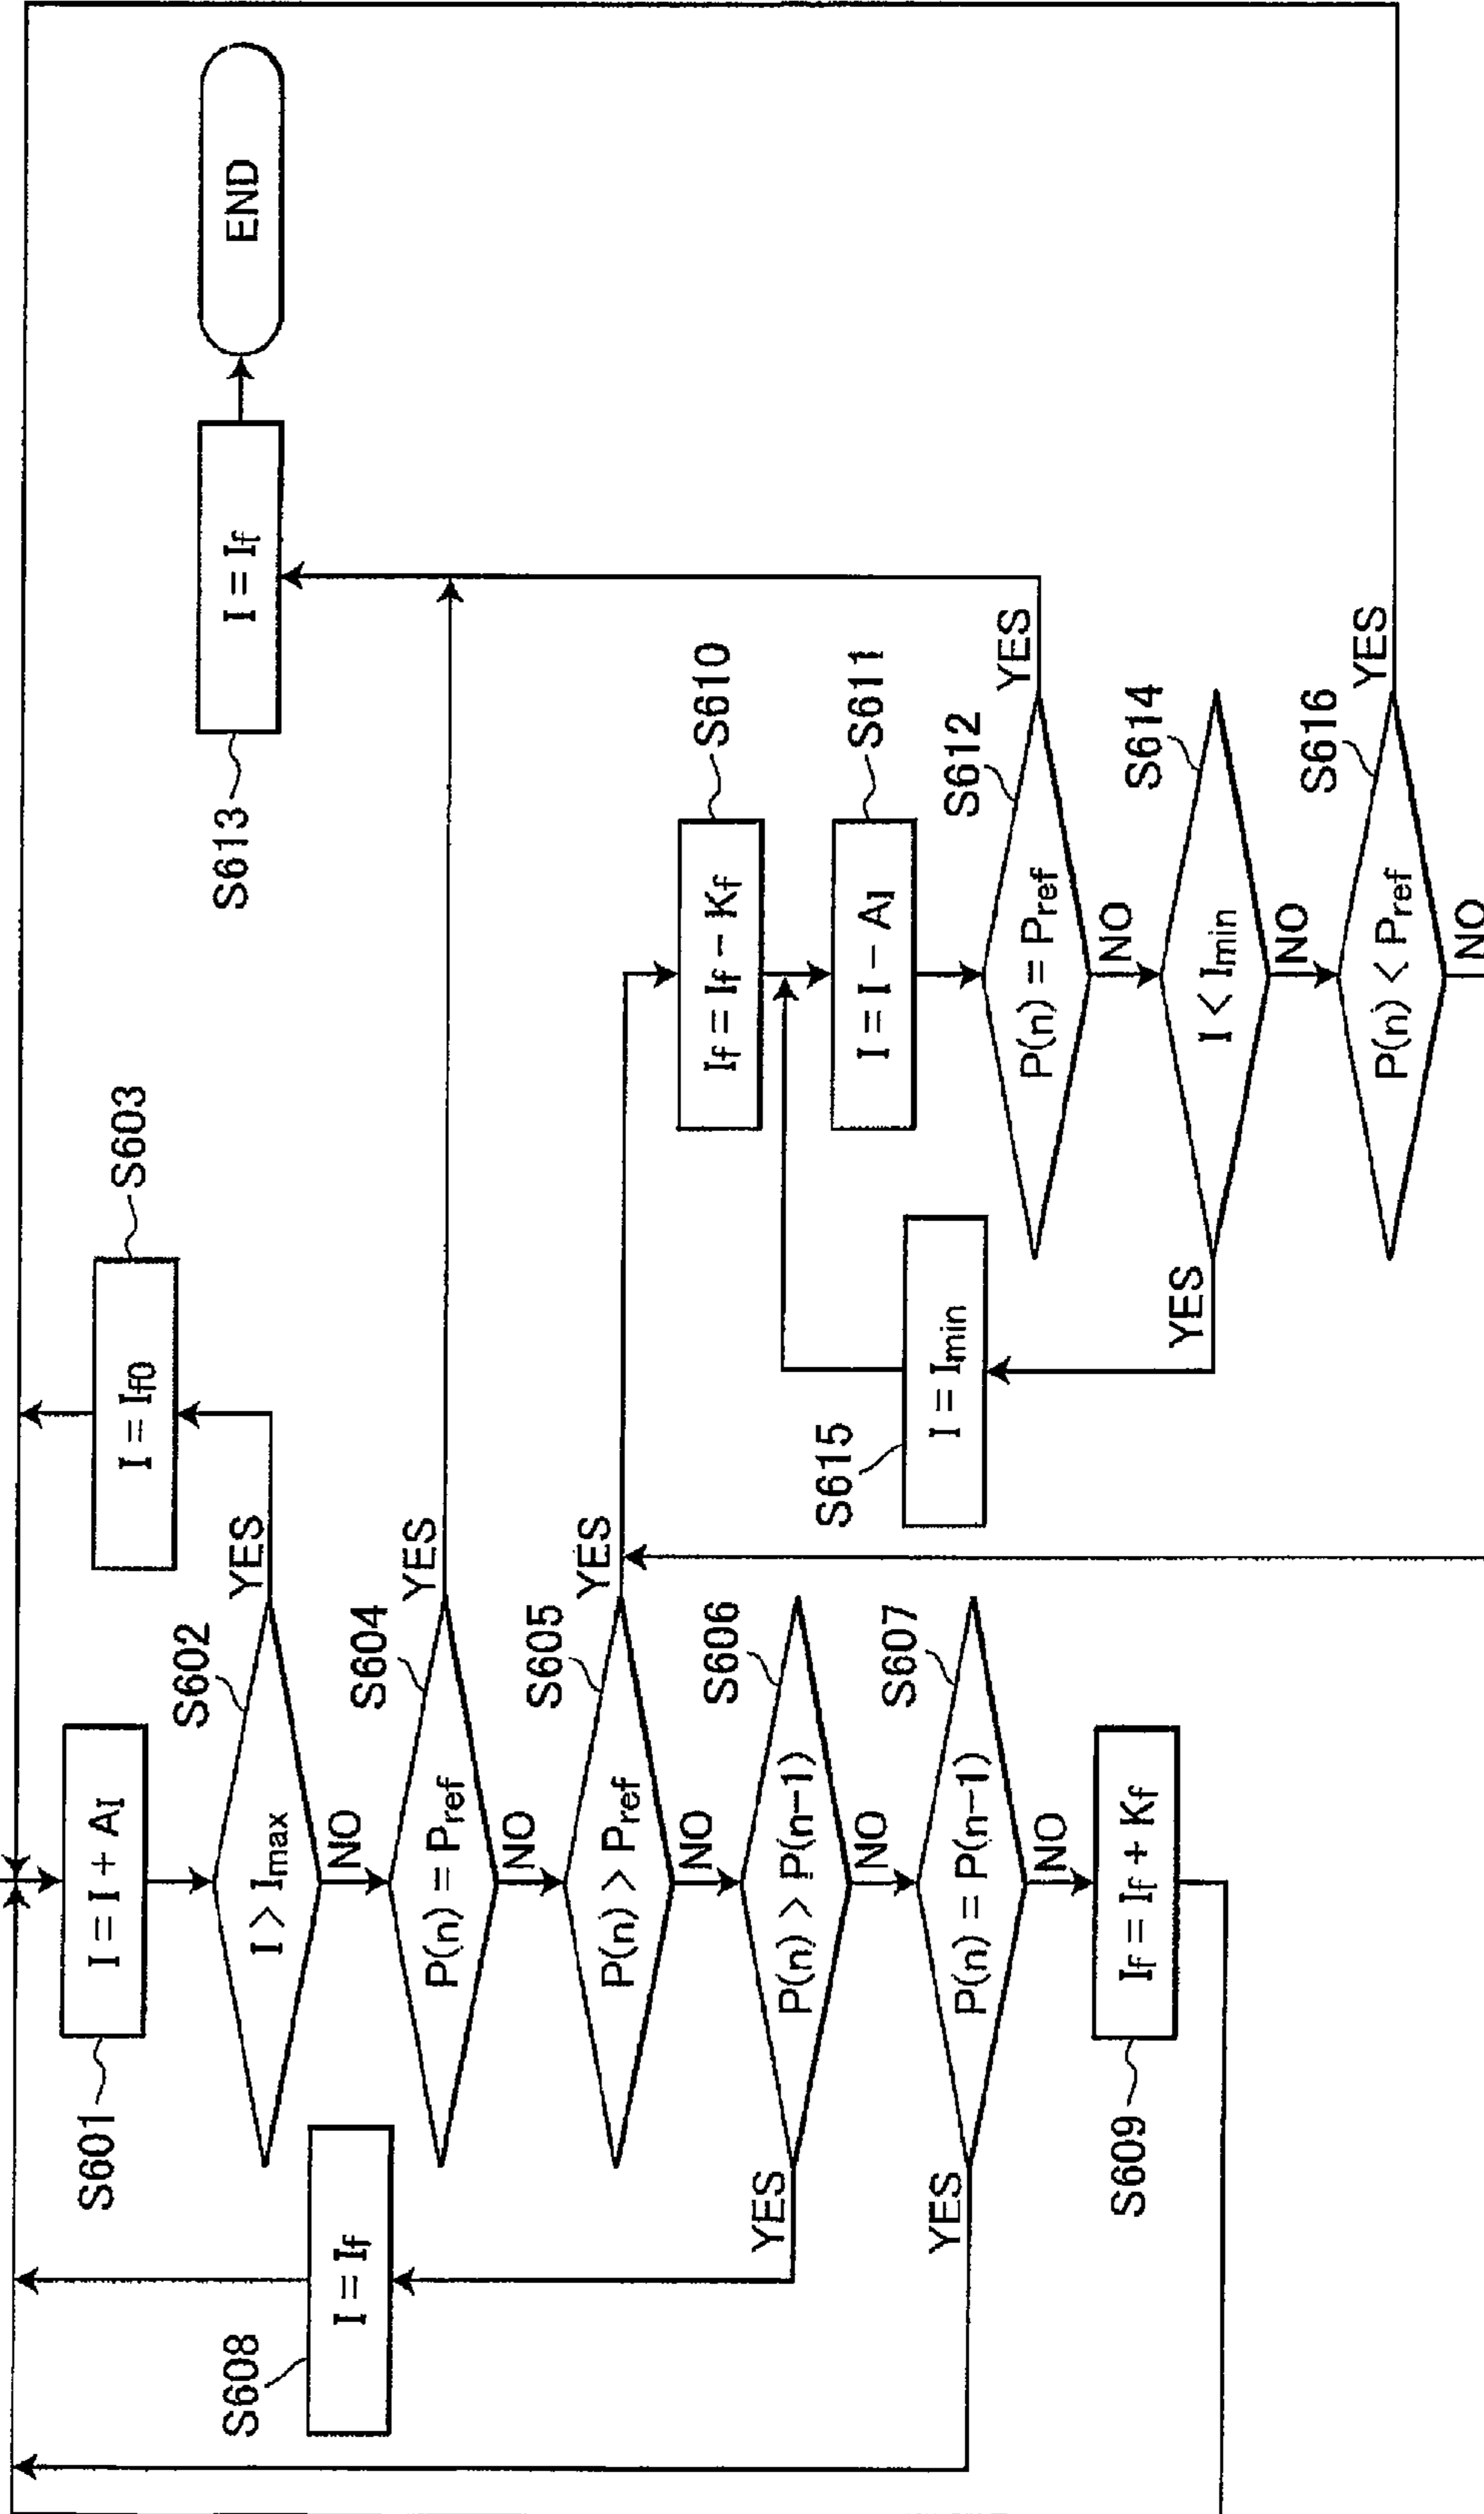 S601
I = I + AI
S602
I > Imax
YES
NO
S603
I = If0
S604
P(n) = Pref
YES
NO
S605
P(n) > Pref
YES
NO
S606
P(n) > P(n-1)
YES
NO
S607
P(n) = P(n-1)
YES
NO
S608
I = If
S609
If = If + Kf
S610
If = If - Kf
S611
I = I - AI
S612
P(n) = Pref
YES
NO
S613
I = If
END
S614
I < Imin
YES
NO
S615
I = Imin
S616
P(n) < Pref
YES
NO